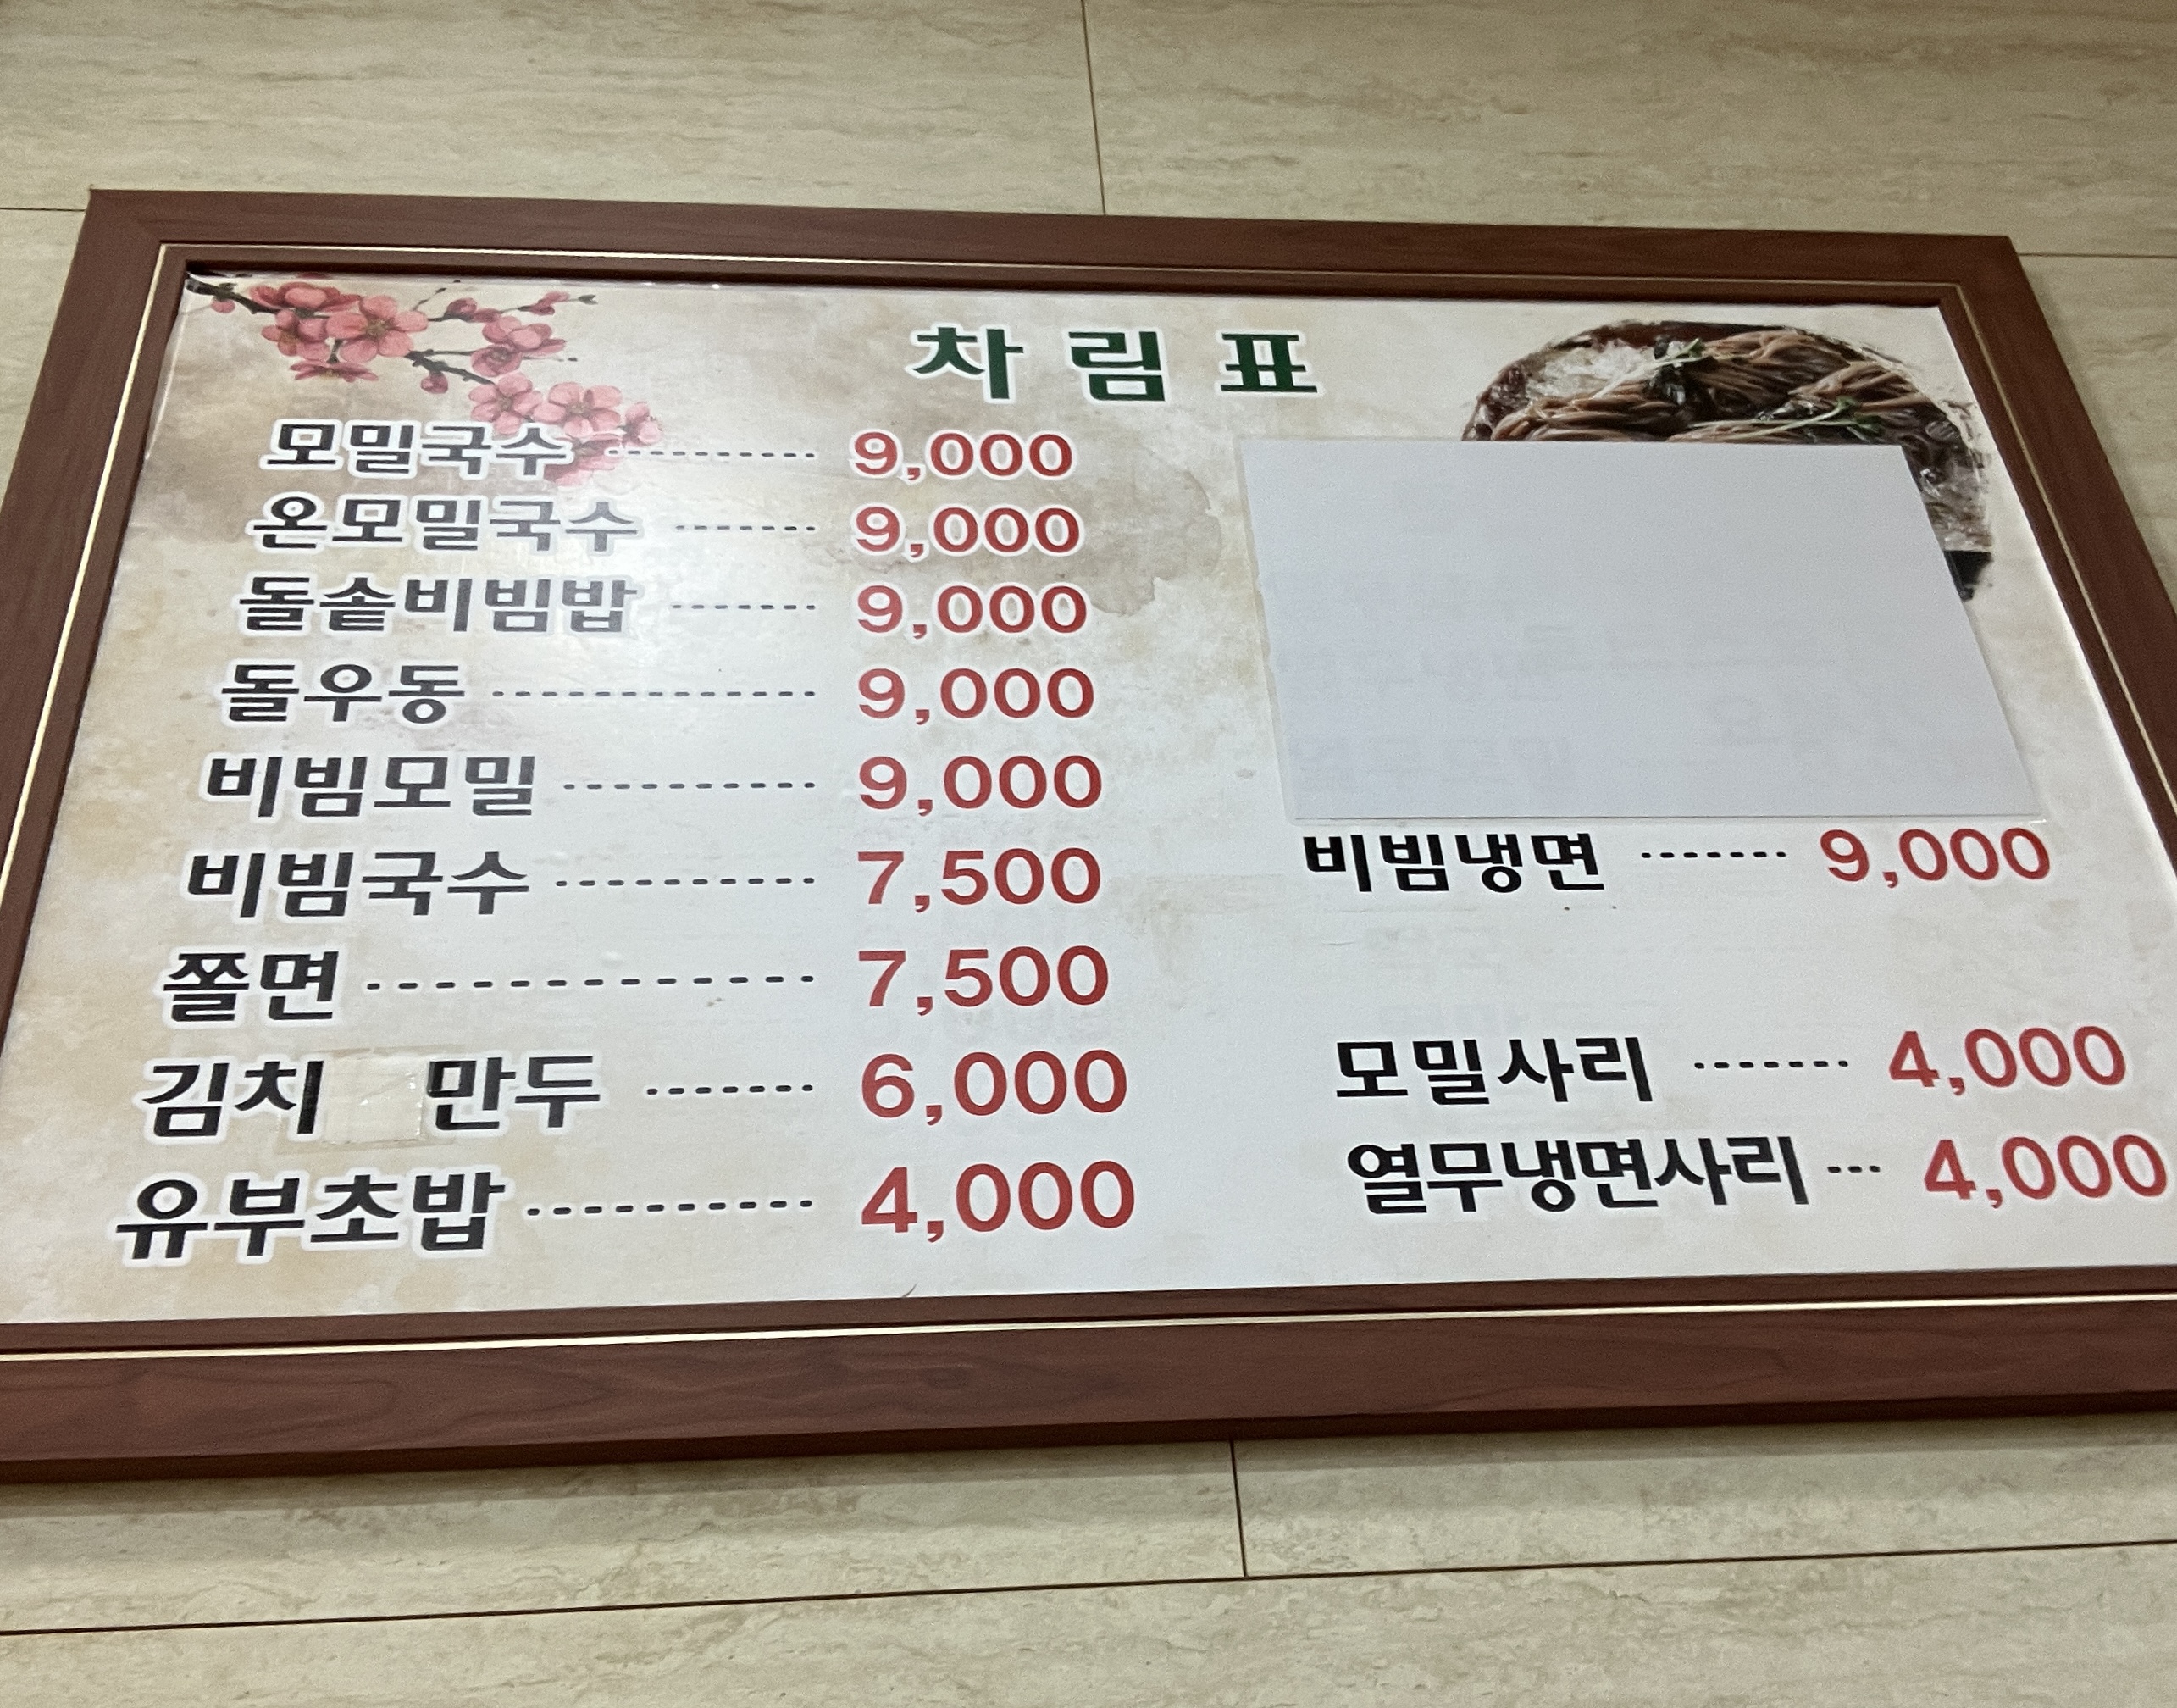 차림표
모밀국수 ---------- 9,000
온모밀국수 ------- 9,000
돌솥비빔밥 ------- 9,000
돌우동 --------------- 9,000
비빔모밀 ----------- 9,000
비빔국수 ----------- 7,500
쫄면 --------------- 7,500
김치 만두 ------- 6,000
유부초밥 ---------- 4,000
비빔냉면 ------- 9,000
모밀사리 ------- 4,000
열무냉면사리 --- 4,000